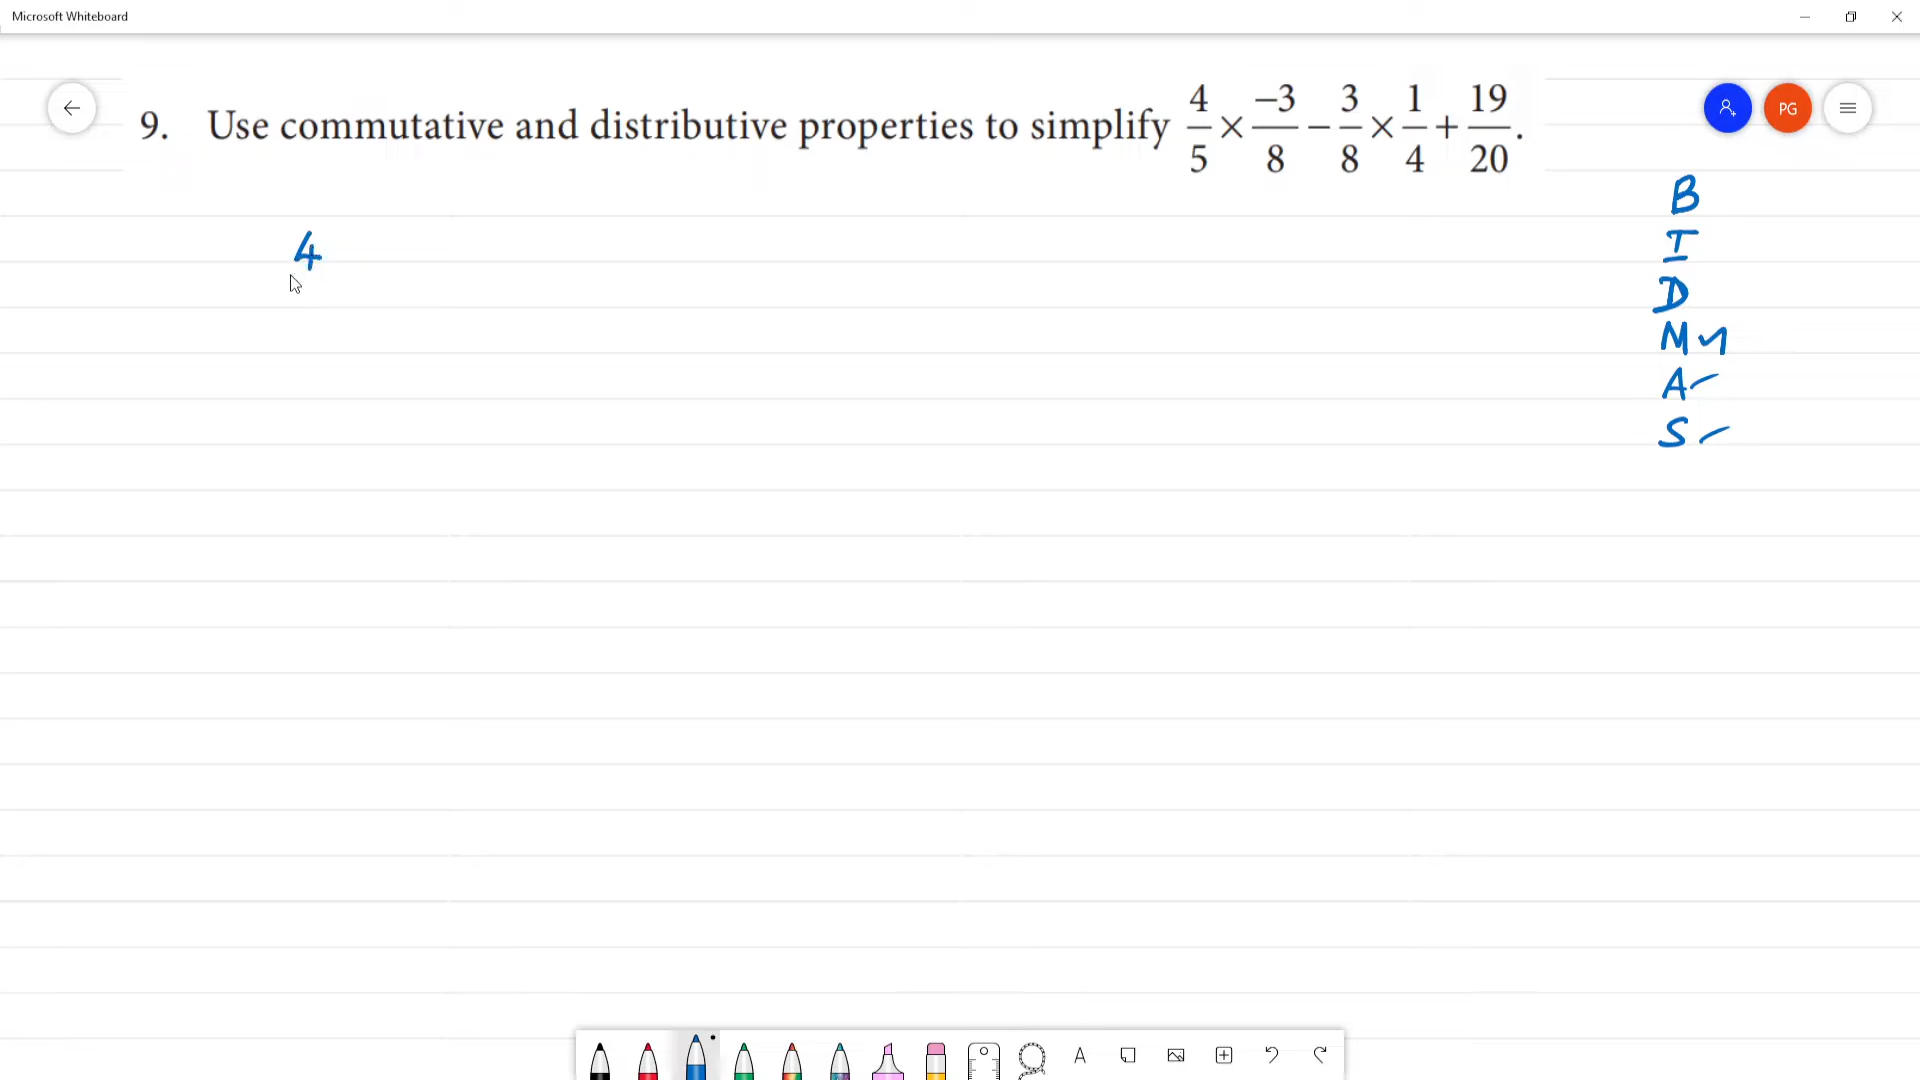 Microsoft Whiteboard
9. Use commutative and distributive properties to simplify 4/5 × −3/8 − 3/8 × 1/4 + 19/20.
PG
4
B
I
D
M
A
S
A